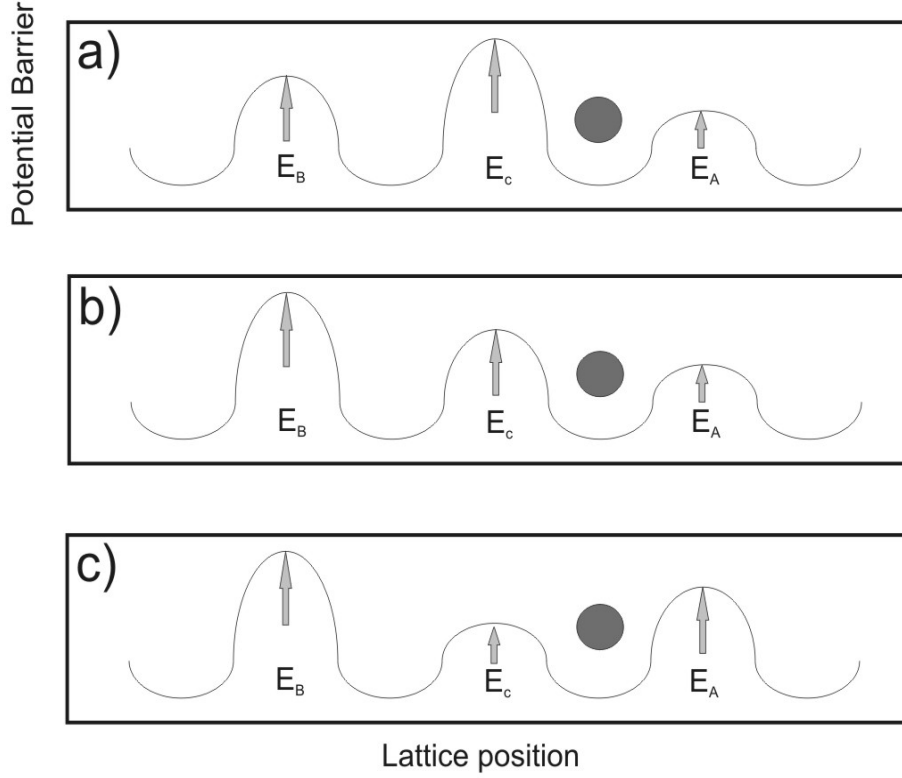 Potential Barrier
a)
E_B E_c E_A
b)
E_B E_c E_A
c)
E_B E_c E_A
Lattice position